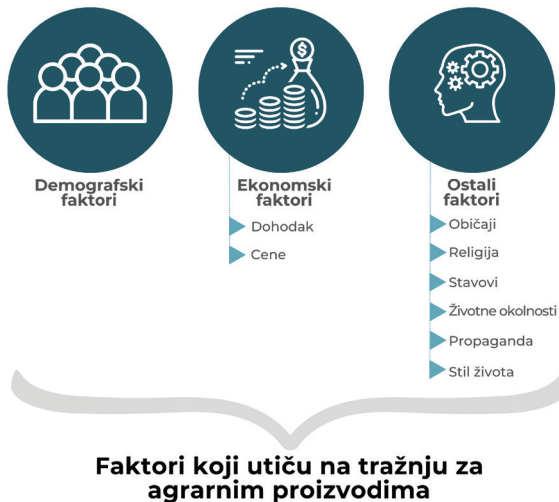 $
Demografski
faktori
Ekonomski
faktori
Dohodak
Cene
Ostali
faktori
Običaji
Religija
Stavovi
Životne okolnosti
Propaganda
Stil života
Faktori koji utiču na tražnju za
agrarnim proizvodima